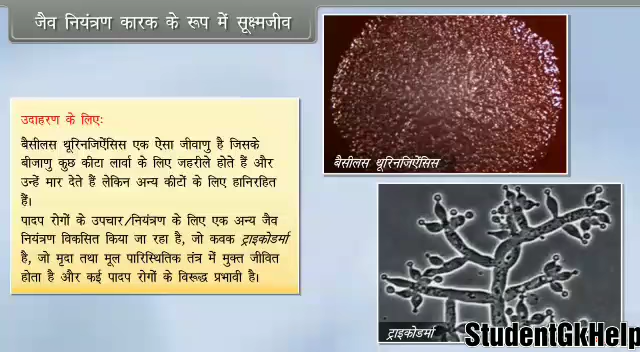 जैव नियंत्रण कारक के रूप में सूक्ष्मजीव
उदाहरण के लिए:
बैसीलस थूरिनजिऐंसिस एक ऐसा जीवाणु है जिसके
बीजाणु कुछ कीटा लार्वा के लिए जहरीले होते हैं और
उन्हें मार देते हैं लेकिन अन्य कीटों के लिए हानिरहित
हैं।
पादप रोगों के उपचार/नियंत्रण के लिए एक अन्य जैव
नियंत्रण विकसित किया जा रहा है, जो कवक ट्राइकोडर्मा
है, जो मृदा तथा मूल पारिस्थितिक तंत्र में मुक्त जीवित
होता है और कई पादप रोगों के विरूद्ध प्रभावी है।
बैसीलस थूरिनजिऐंसिस
ट्राइकोडर्मा
StudentGkHelp